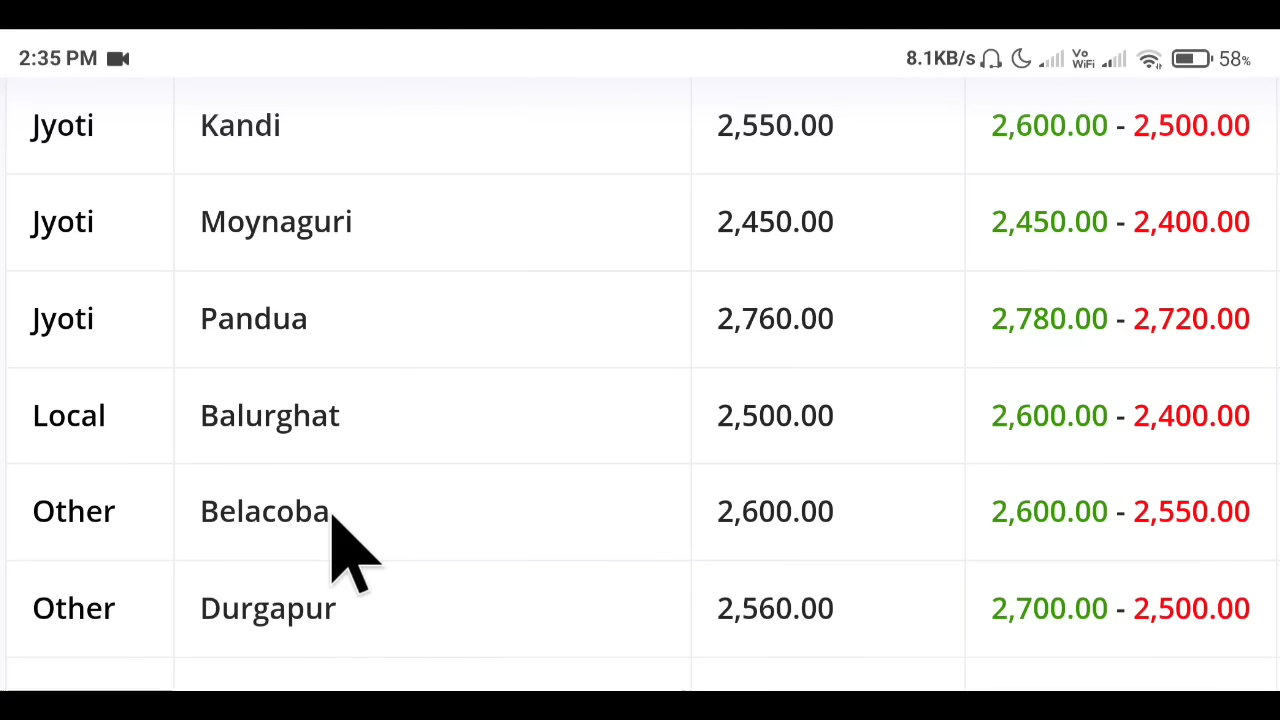 2:35 PM 8.1KB/s Vo WiFi 58%
Jyoti Kandi 2,550.00 2,600.00 - 2,500.00
Jyoti Moynaguri 2,450.00 2,450.00 - 2,400.00
Jyoti Pandua 2,760.00 2,780.00 - 2,720.00
Local Balurghat 2,500.00 2,600.00 - 2,400.00
Other Belacoba 2,600.00 2,600.00 - 2,550.00
Other Durgapur 2,560.00 2,700.00 - 2,500.00